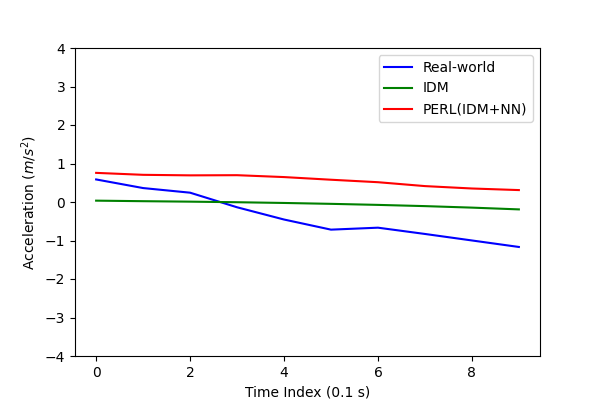 Real-world
IDM
PERL(IDM+NN)
4
3
2
1
0
−1
−2
−3
−4
Acceleration (m/s²)
0 2 4 6 8
Time Index (0.1 s)